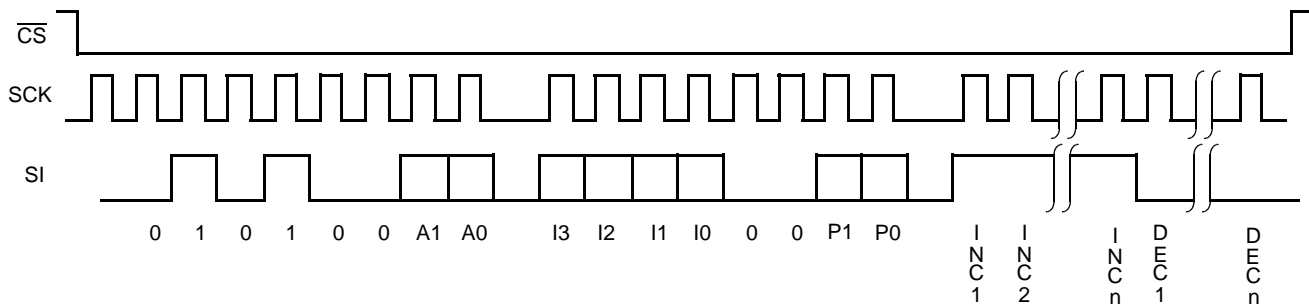 CS
SCK
SI
0 1 0 1 0 0 A1 A0 I3 I2 I1 I0 0 0 P1 P0
INC1
INC2
INCn
DEC1
DECn